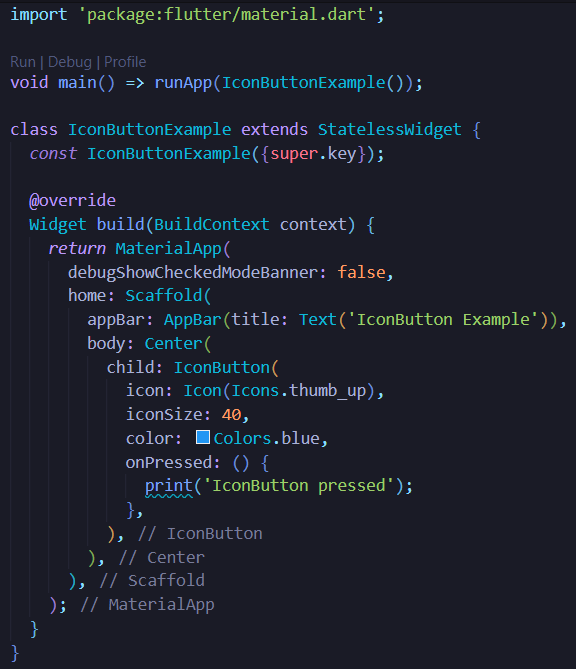 import 'package:flutter/material.dart';
Run | Debug | Profile
void main() => runApp(IconButtonExample());
class IconButtonExample extends StatelessWidget {
  const IconButtonExample({super.key});
  @override
  Widget build(BuildContext context) {
    return MaterialApp(
      debugShowCheckedModeBanner: false,
      home: Scaffold(
        appBar: AppBar(title: Text('IconButton Example')),
        body: Center(
          child: IconButton(
            icon: Icon(Icons.thumb_up),
            iconSize: 40,
            color: Colors.blue,
            onPressed: () {
              print('IconButton pressed');
            },
          ), // IconButton
        ), // Center
      ), // Scaffold
    ); // MaterialApp
  }
}